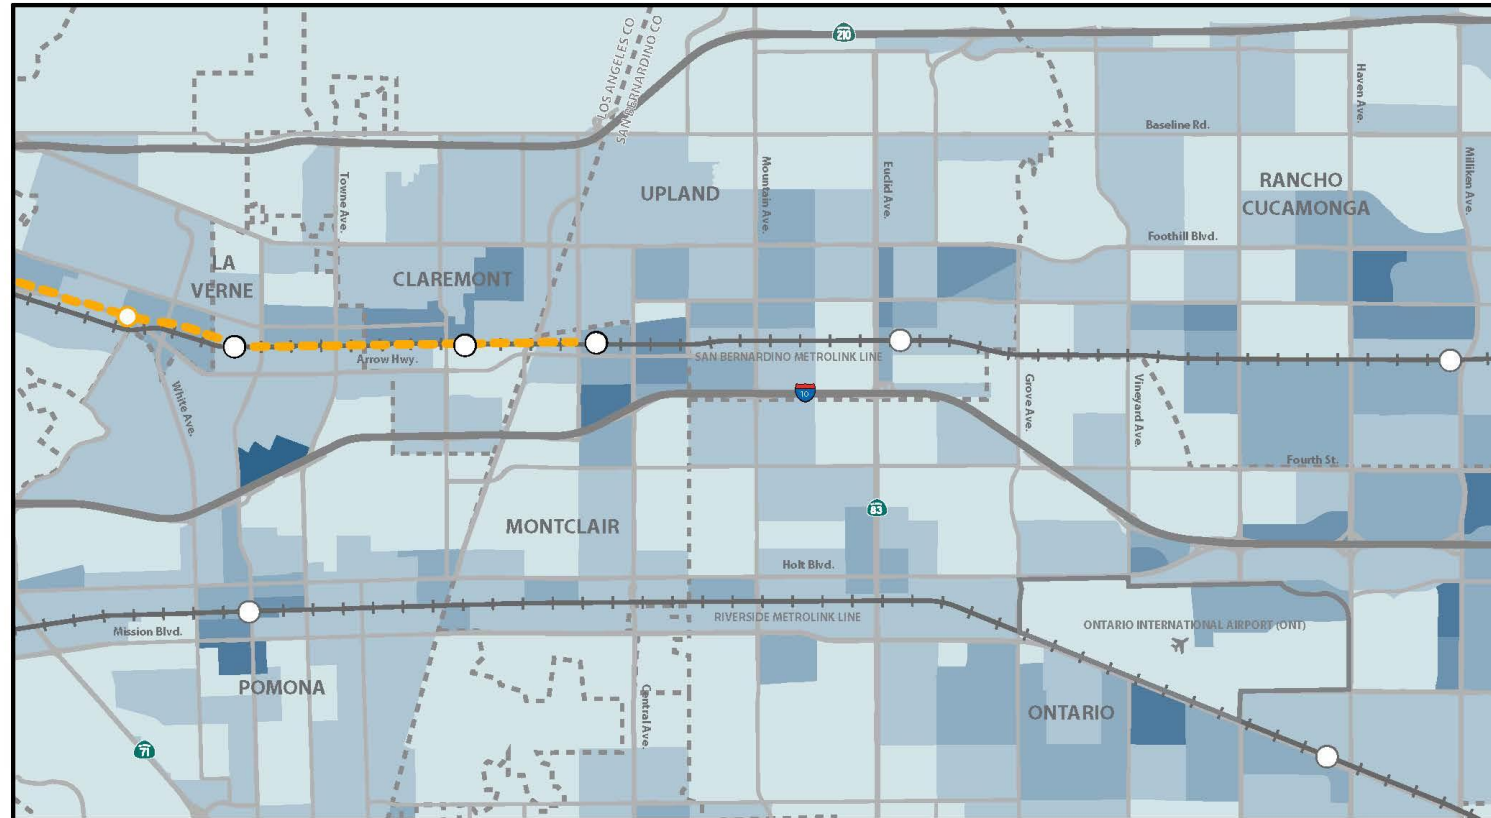 210
LOS ANGELES CO
SAN BERNARDINO CO
Haven Ave.
Baseline Rd.
Towne Ave.
Mountain Ave.
Euclid Ave.
Milliken Ave.
UPLAND
RANCHO
CUCAMONGA
Foothill Blvd.
LA
VERNE
CLAREMONT
Arrow Hwy.
SAN BERNARDINO METROLINK LINE
White Ave.
10
Grove Ave.
Vineyard Ave.
Fourth St.
MONTCLAIR
83
Holt Blvd.
RIVERSIDE METROLINK LINE
Mission Blvd.
ONTARIO INTERNATIONAL AIRPORT (ONT)
POMONA
Central Ave.
ONTARIO
71